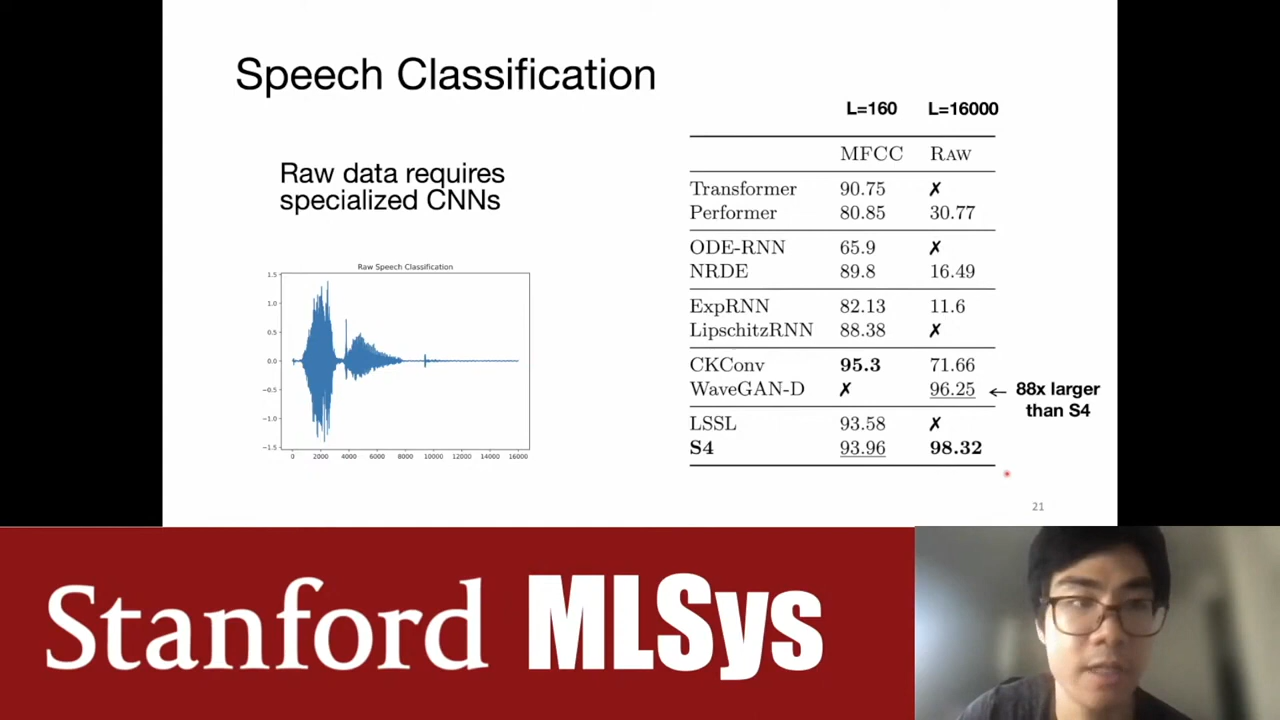 Speech Classification
Raw data requires
specialized CNNs
Raw Speech Classification
1.5
1.0
0.5
0.0
−0.5
−1.0
−1.5
0 2000 4000 6000 8000 10000 12000 14000 16000
L=160 L=16000
MFCC RAW
Transformer 90.75 ✗
Performer 80.85 30.77
ODE-RNN 65.9 ✗
NRDE 89.8 16.49
ExpRNN 82.13 11.6
LipschitzRNN 88.38 ✗
CKConv 95.3 71.66
WaveGAN-D ✗ 96.25 ← 88x larger
than S4
LSSL 93.58 ✗
S4 93.96 98.32
21
Stanford MLSys